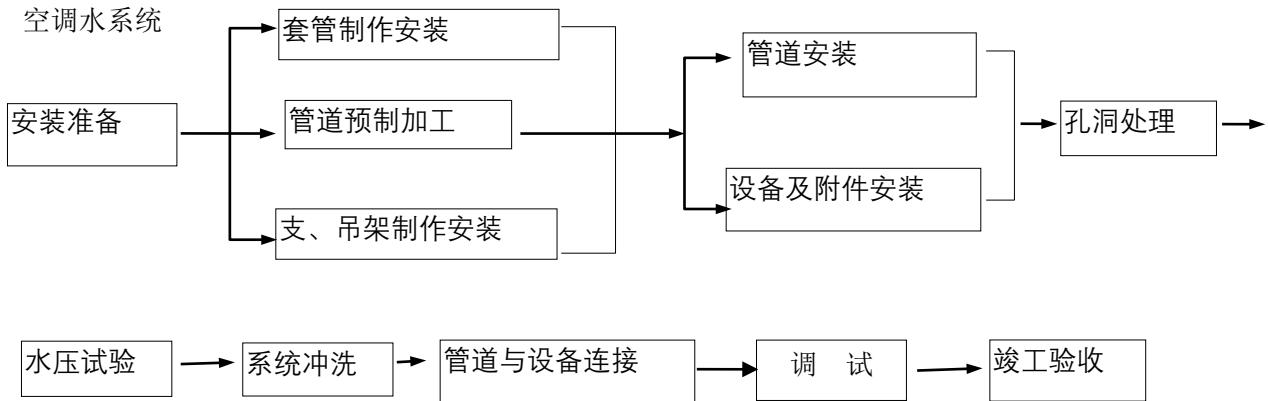 空调水系统
套管制作安装
管道安装
安装准备
管道预制加工
孔洞处理
设备及附件安装
支、吊架制作安装
水压试验
系统冲洗
管道与设备连接
调 试
竣工验收